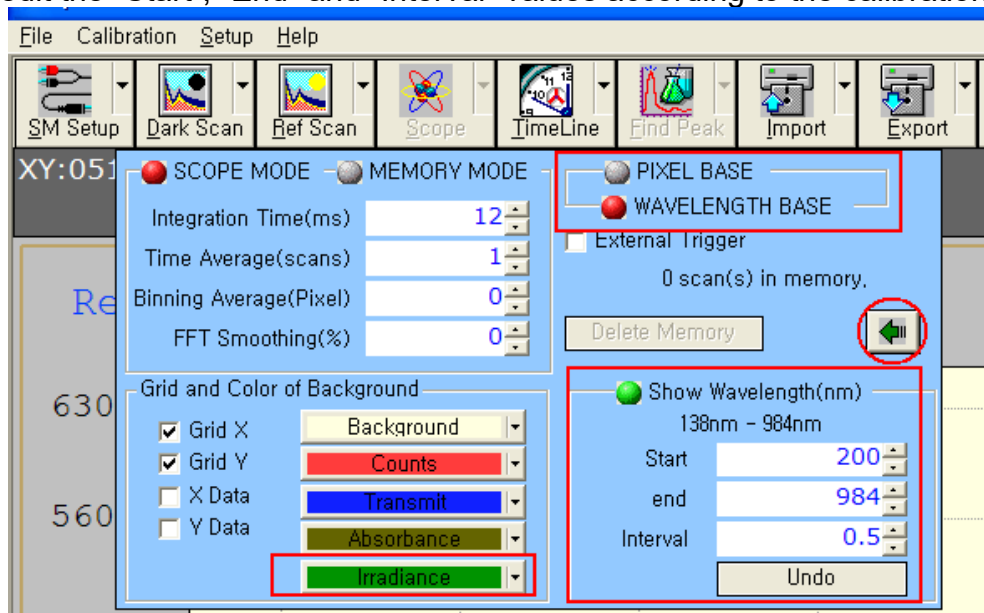 edit the "Start", "End" and "Interval" values according to the calibration
File Calibration Setup Help
SM Setup Dark Scan Ref Scan Scope TimeLine Find Peak Import Export
XY:051
SCOPE MODE MEMORY MODE
Integration Time(ms) 12
Time Average(scans) 1
Binning Average(Pixel) 0
FFT Smoothing(%) 0
PIXEL BASE
WAVELENGTH BASE
External Trigger
0 scan(s) in memory,
Delete Memory
Re
630
560
Grid and Color of Background
Grid X
Grid Y
X Data
Y Data
Background
Counts
Transmit
Absorbance
Irradiance
Show Wavelength(nm)
138nm - 984nm
Start 200
end 984
Interval 0.5
Undo